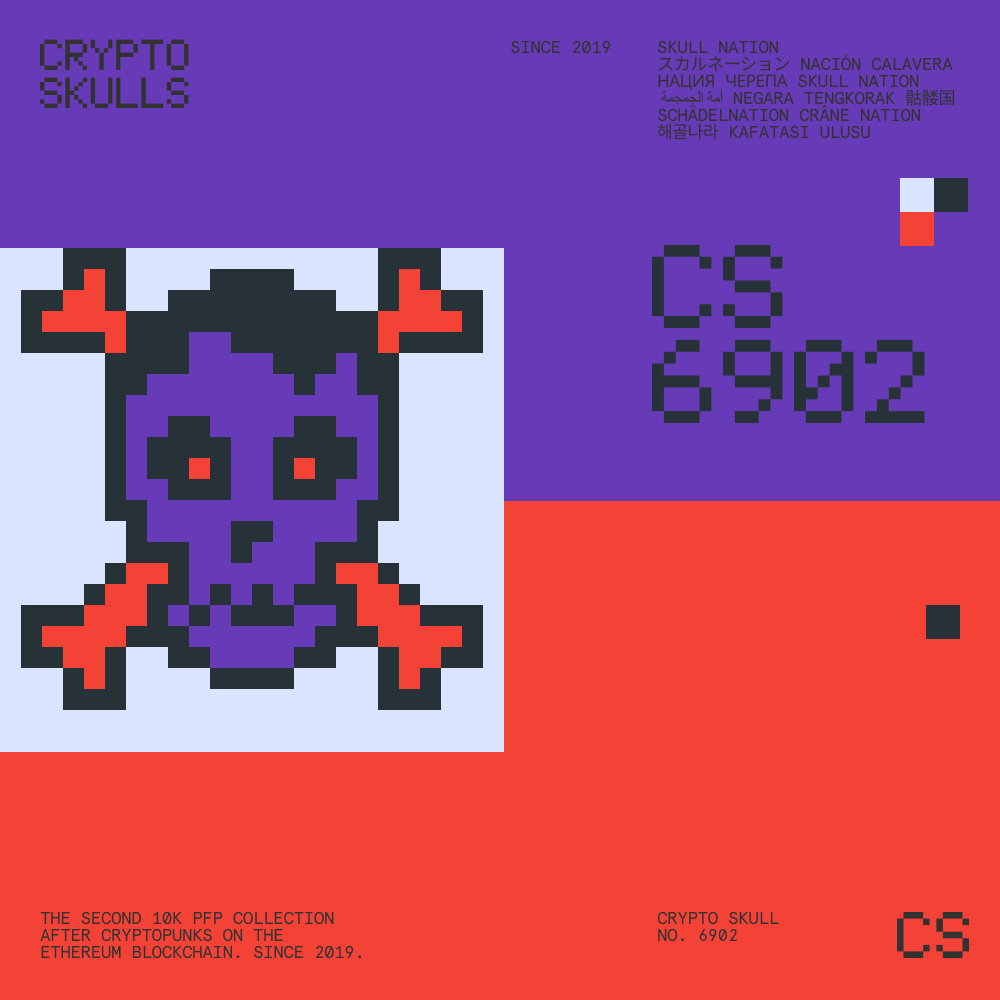 CRYPTO
SKULLS
SINCE 2019
SKULL NATION
スカルネーション NACIÓN CALAVERA
НАЦИЯ ЧЕРЕПА SKULL NATION
أمة الجمجمة NEGARA TENGKORAK 骷髅国
SCHÄDELNATION CRÂNE NATION
해골나라 KAFATASI ULUSU
CS
6902
THE SECOND 10K PFP COLLECTION
AFTER CRYPTOPUNKS ON THE
ETHEREUM BLOCKCHAIN. SINCE 2019.
CRYPTO SKULL
NO. 6902
CS